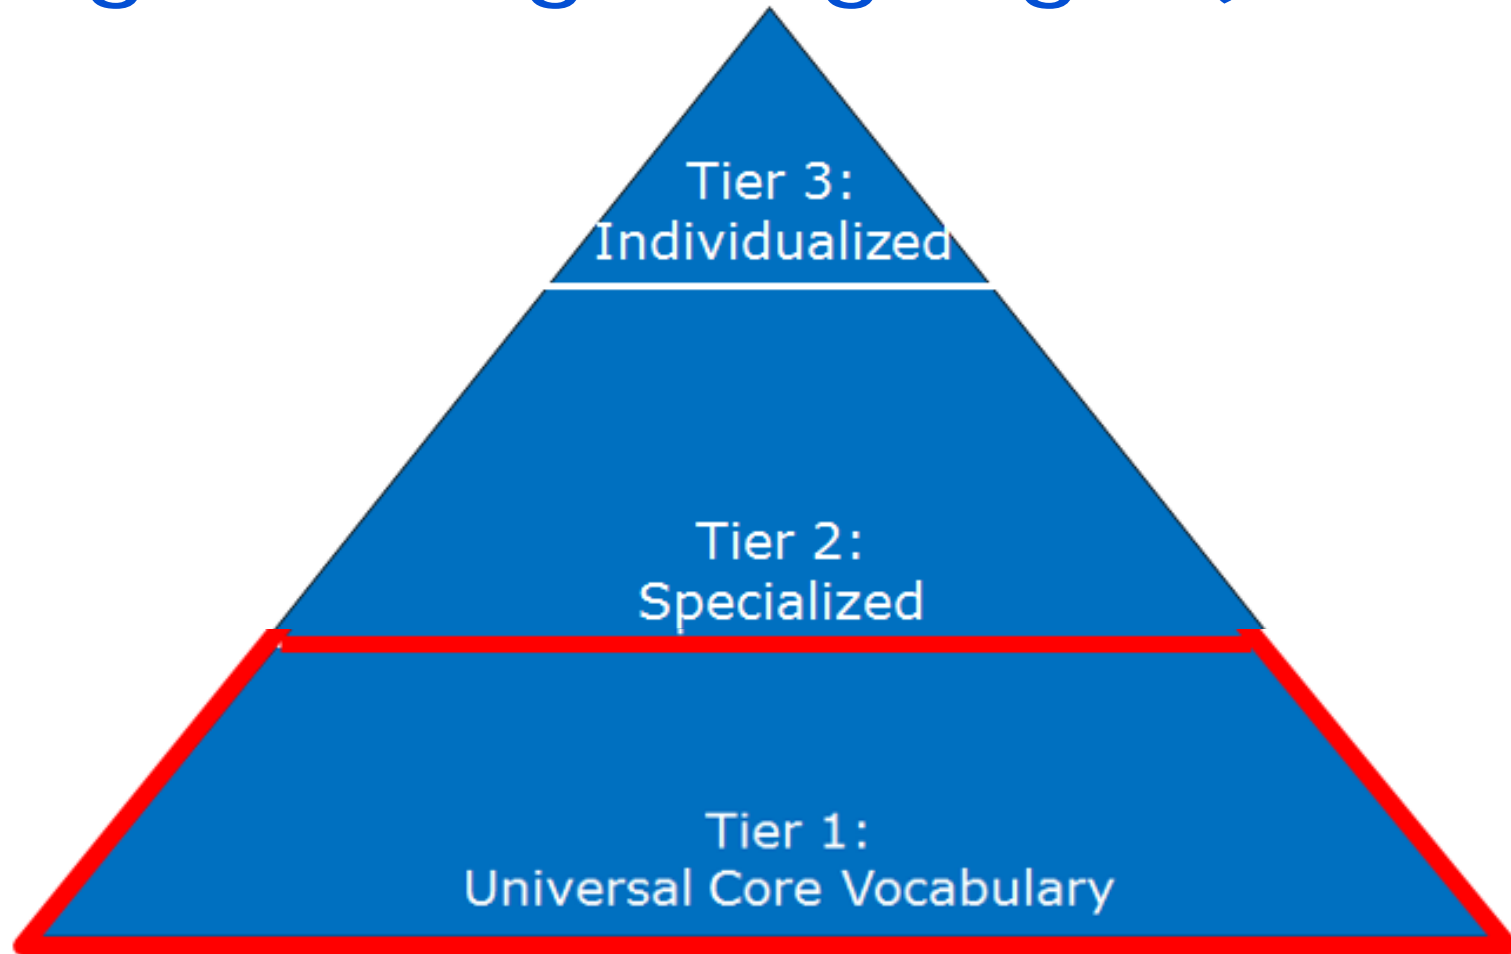 Tier 3:
Individualized
Tier 2:
Specialized
Tier 1:
Universal Core Vocabulary